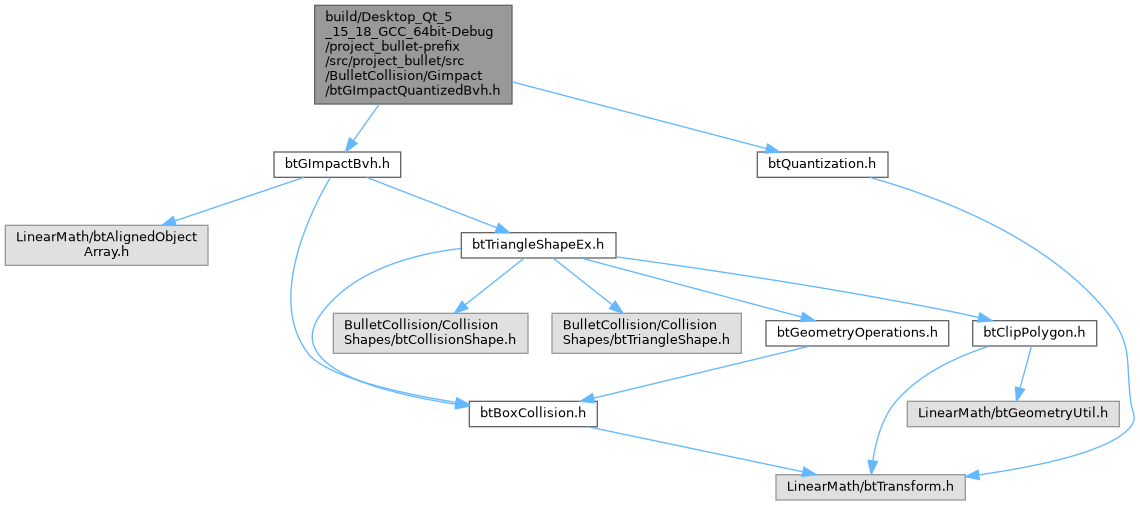 build/Desktop_Qt_5
_15_18_GCC_64bit-Debug
/project_bullet-prefix
/src/project_bullet/src
/BulletCollision/Gimpact
/btGImpactQuantizedBvh.h
btGImpactBvh.h
btQuantization.h
LinearMath/btAlignedObject
Array.h
btTriangleShapeEx.h
BulletCollision/Collision
Shapes/btCollisionShape.h
BulletCollision/Collision
Shapes/btTriangleShape.h
btGeometryOperations.h
btClipPolygon.h
btBoxCollision.h
LinearMath/btGeometryUtil.h
LinearMath/btTransform.h